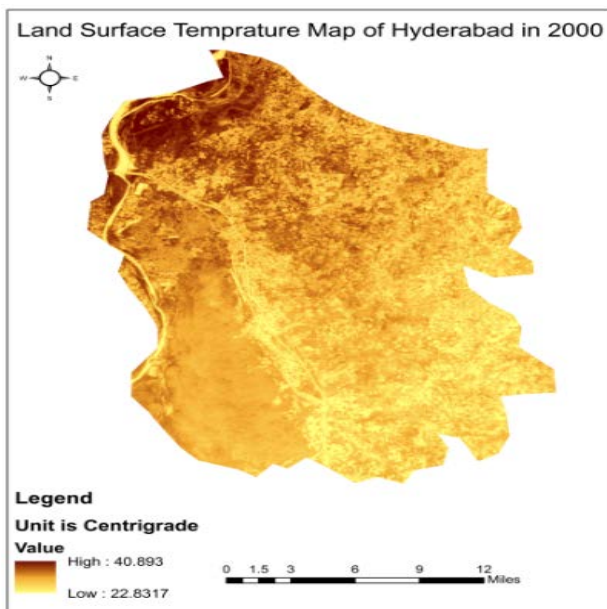 Land Surface Temprature Map of Hyderabad in 2000
N
W E
S
Legend
Unit is Centrigrade
Value
High : 40.893
Low : 22.8317
0 1.5 3 6 9 12
Miles